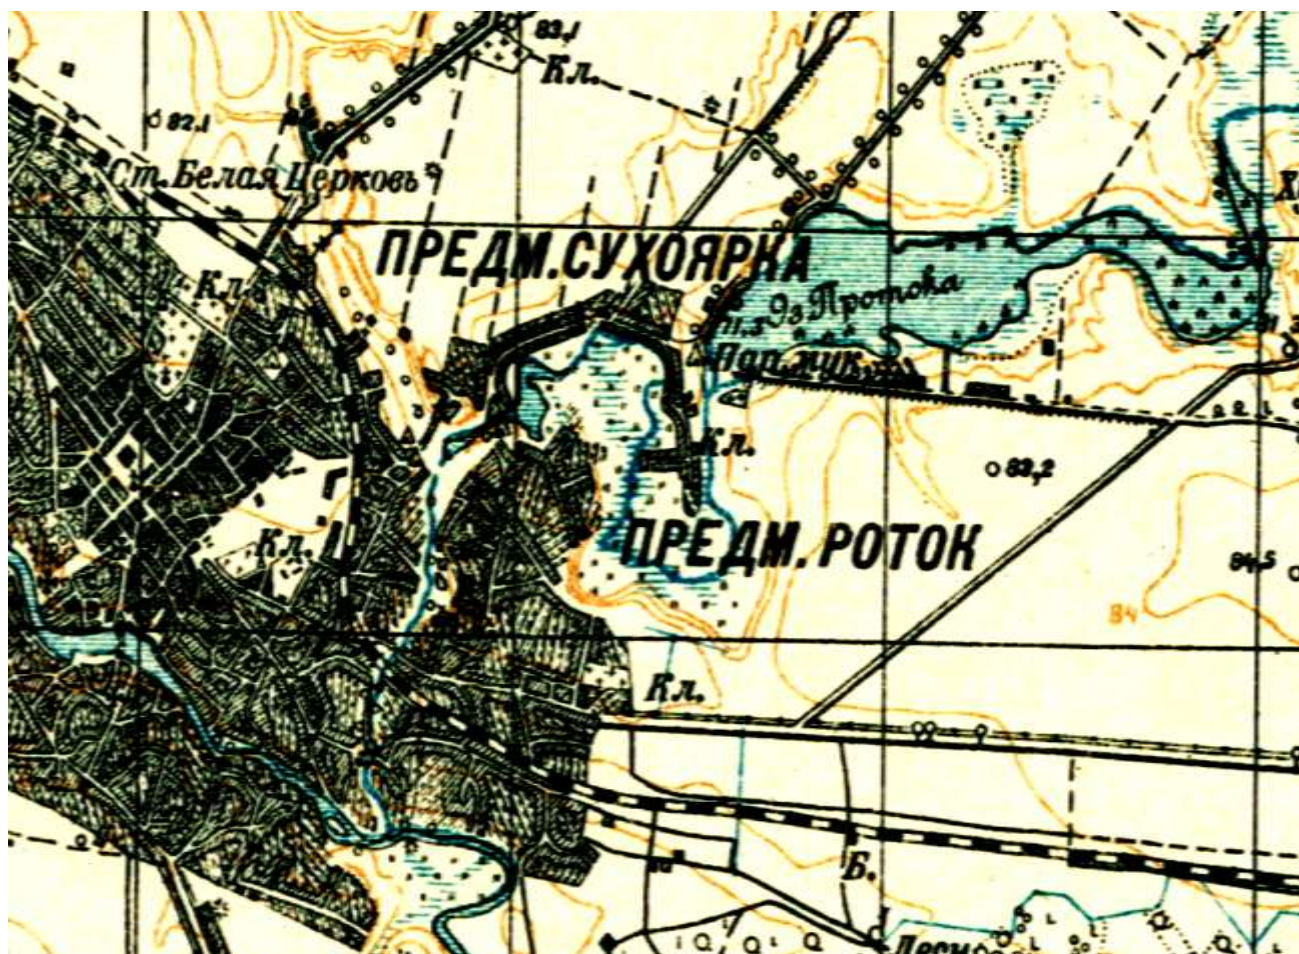 83,1
Кл.
82,1
Ст. Белая Церковъ
ПРЕДМ. СУХОЯРКА
Кл.
Оз Протока
Пар. мук.
Кл.
83,2
Кл.
ПРЕДМ. РОТОК
84,5
84
Кл.
Б.